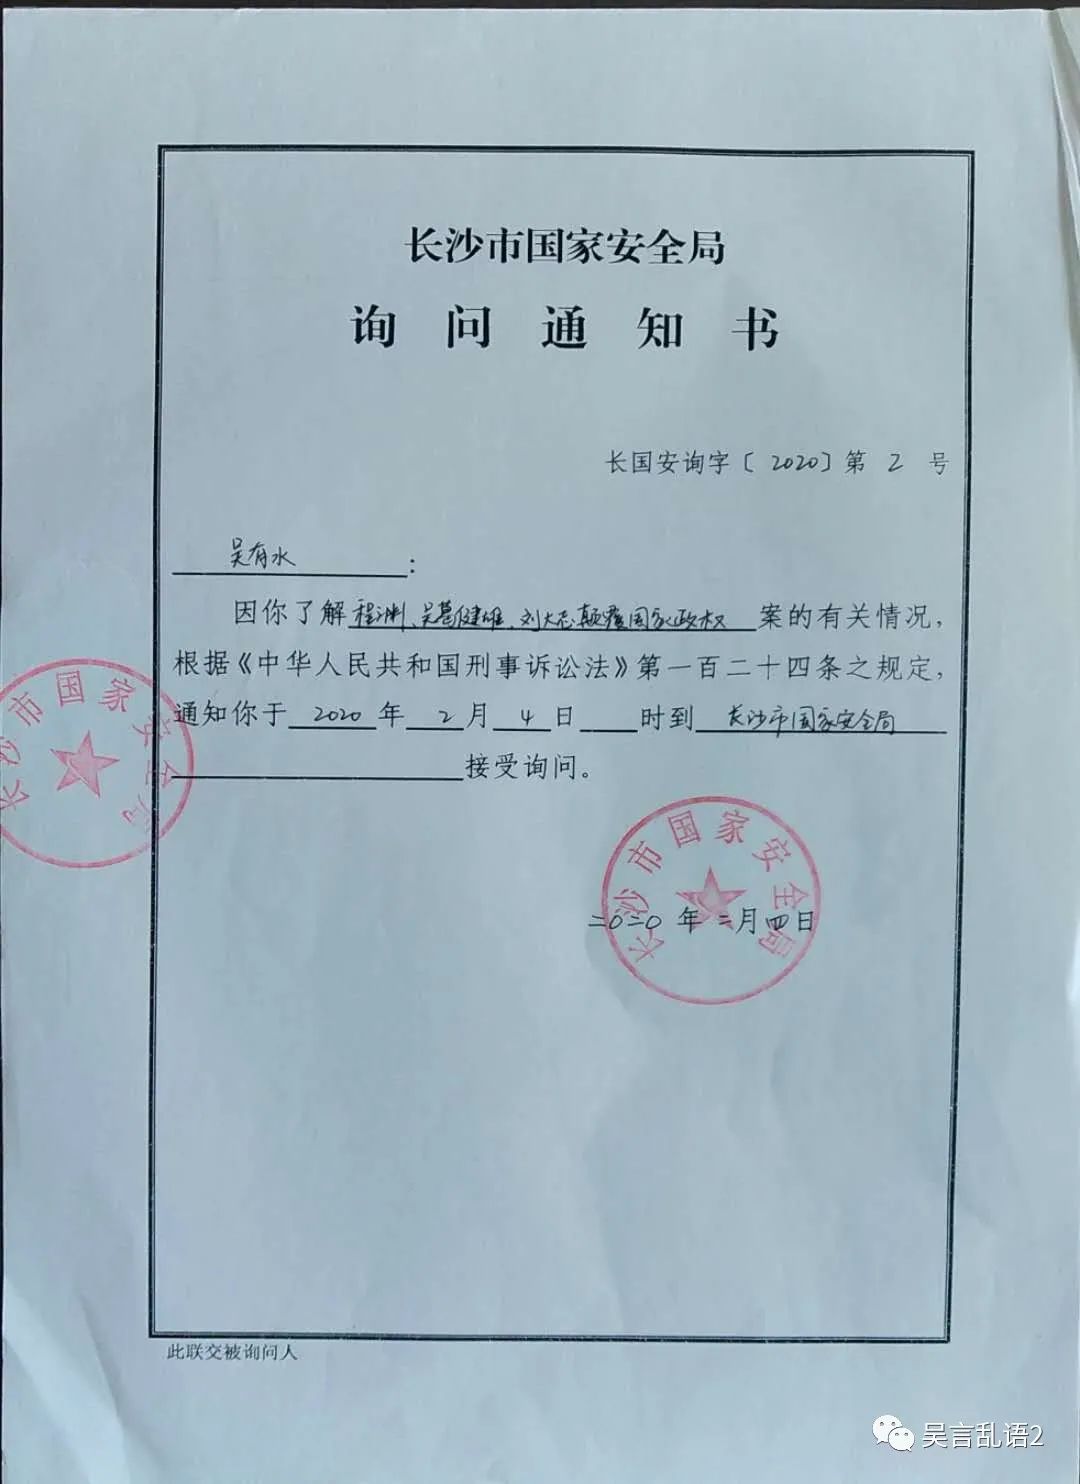 长沙市国家安全局
询问通知书
长国安询字〔2020〕第 2 号
吴有水：
因你了解程渊、吴葛健雄、刘大志颠覆国家政权 案的有关情况，
根据《中华人民共和国刑事诉讼法》第一百二十四条之规定，
通知你于 2020 年 2 月 4 日 时到 长沙市国家安全局
接受询问。
长沙市国家安全局
长沙市国家安全局
二〇二〇年二月四日
此联交被询问人
吴言乱语2